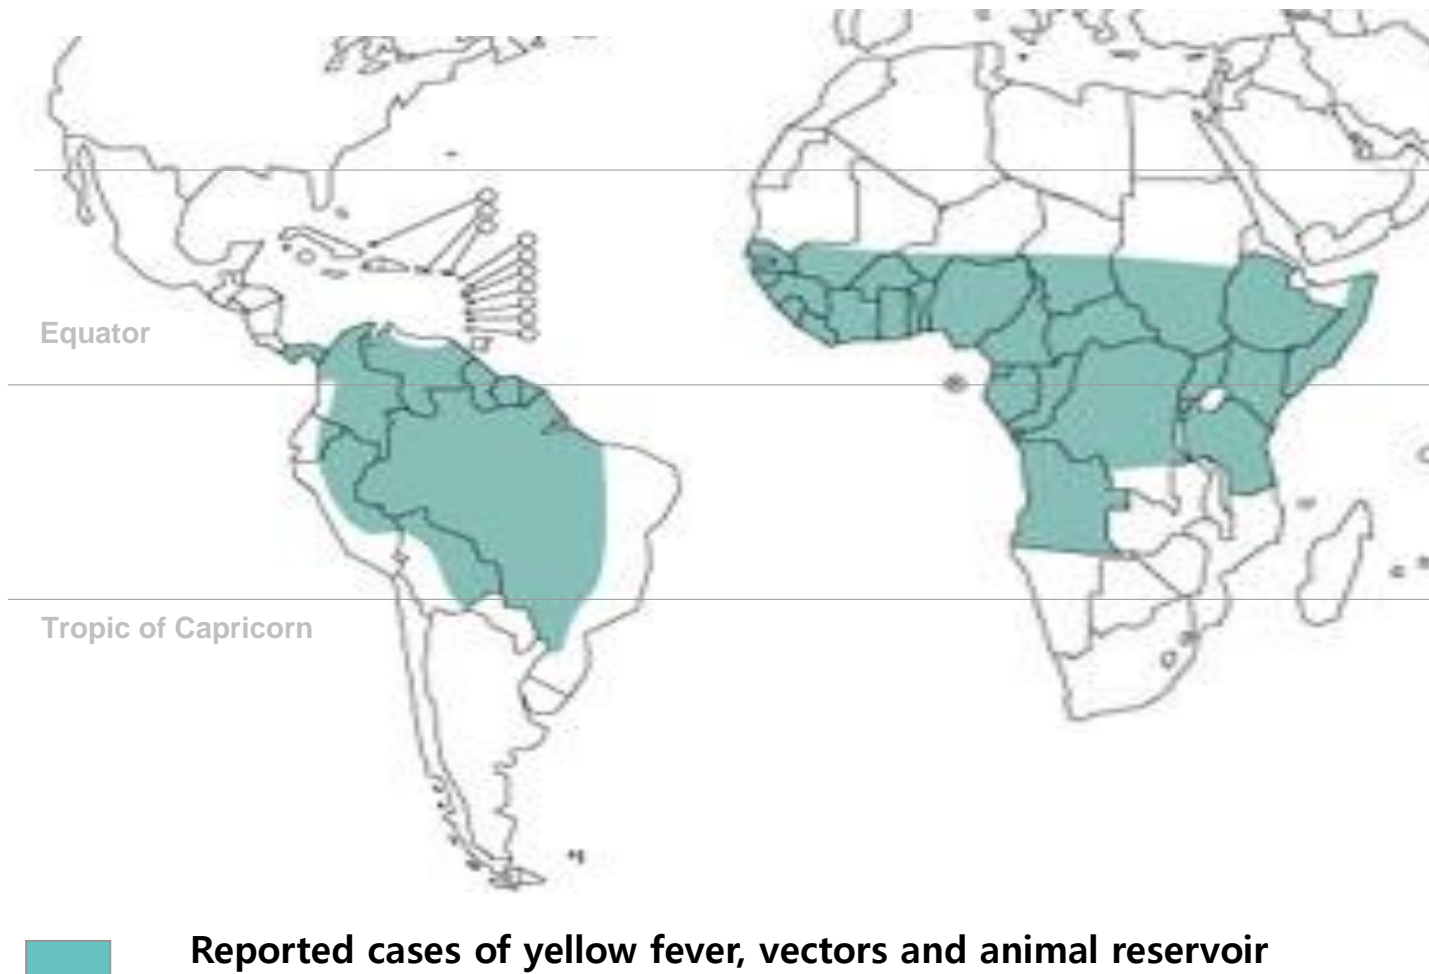 Equator
Tropic of Capricorn
Reported cases of yellow fever, vectors and animal reservoir